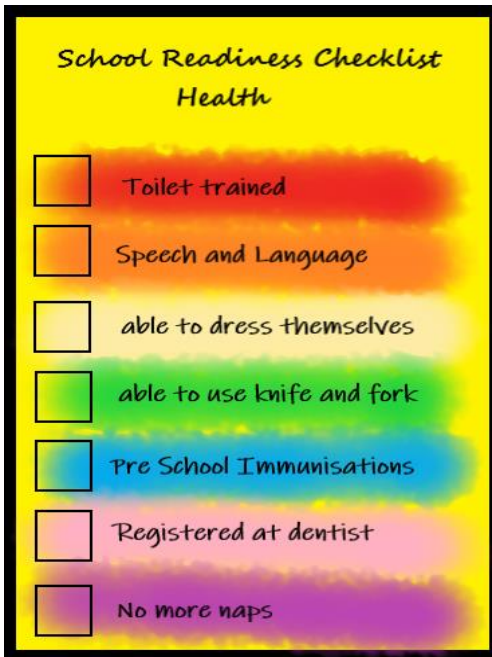 School Readiness Checklist
Health
Toilet trained
Speech and Language
able to dress themselves
able to use knife and fork
Pre School Immunisations
Registered at dentist
No more naps